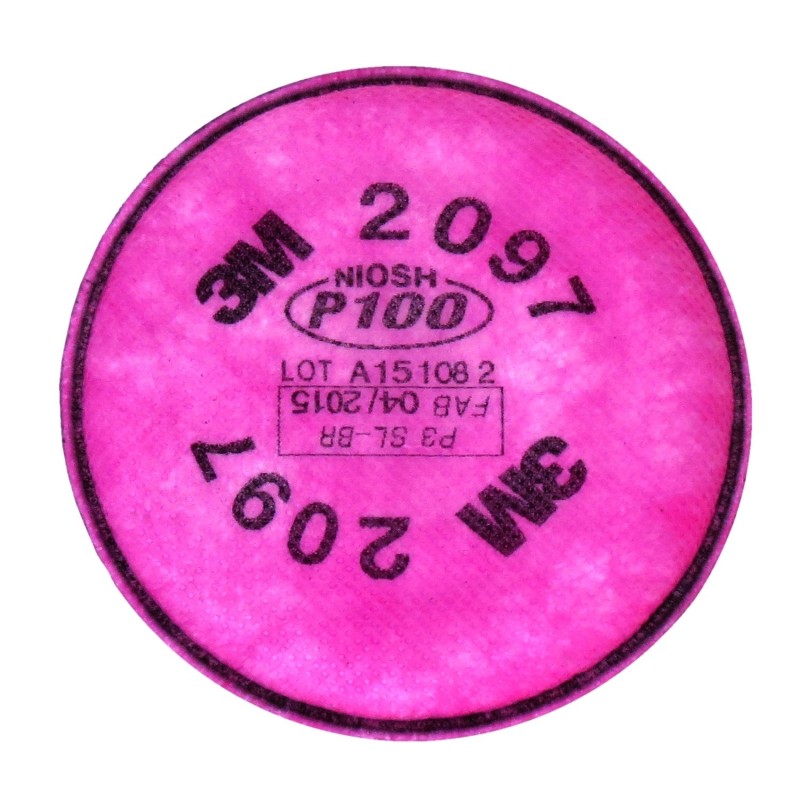 3M 2097
NIOSH
P100
LOT A15108 2
P3 SL-BR
FAB 04/2015
3M 2097